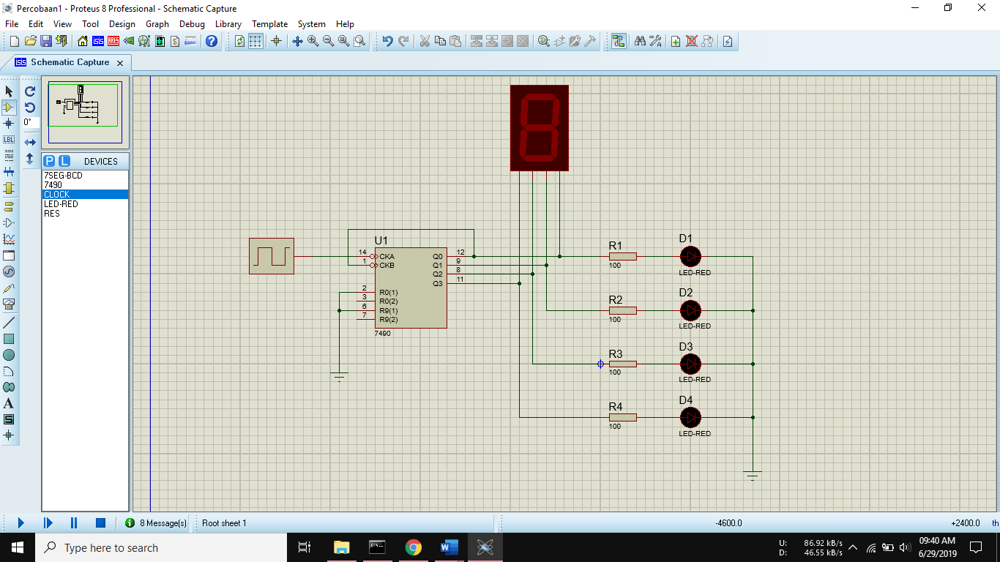 Percobaan1 - Proteus 8 Professional - Schematic Capture
File Edit View Tool Design Graph Debug Library Template System Help
Schematic Capture
0°
LBL
P L DEVICES
7SEG-BCD
7490
CLOCK
LED-RED
RES
A
S
U1
14 CKA
1 CKB
2 R0(1)
3 R0(2)
6 R9(1)
7 R9(2)
Q0 12
Q1 9
Q2 8
Q3 11
7490
R1
100
D1
LED-RED
R2
100
D2
LED-RED
R3
100
D3
LED-RED
R4
100
D4
LED-RED
8 Message(s) Root sheet 1 -4600.0 +2400.0 th
Type here to search
U: 86.92 kB/s
D: 46.55 kB/s
09:40 AM
6/29/2019